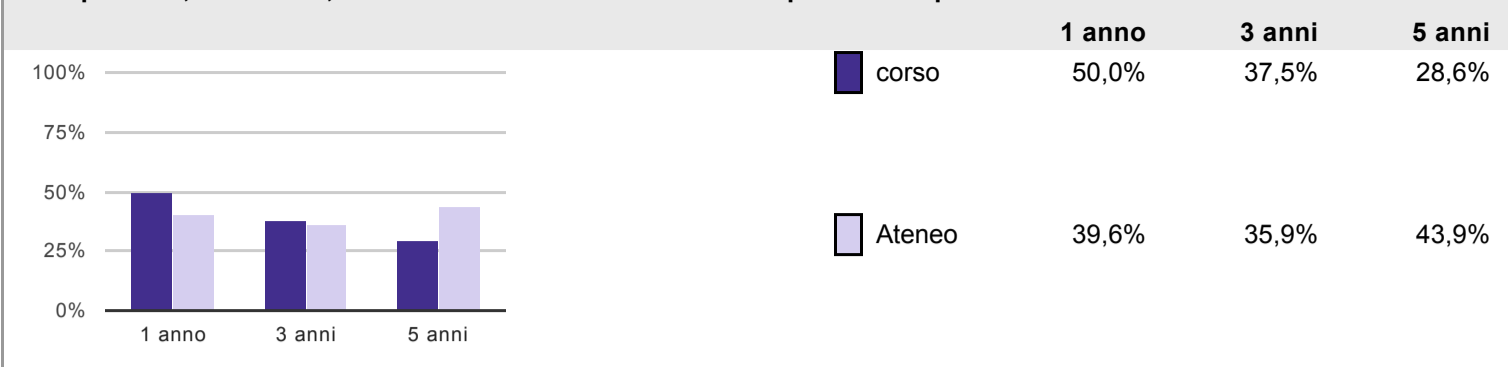 1 anno 3 anni 5 anni
100%
75%
50%
25%
0%
1 anno 3 anni 5 anni
corso 50,0% 37,5% 28,6%
Ateneo 39,6% 35,9% 43,9%